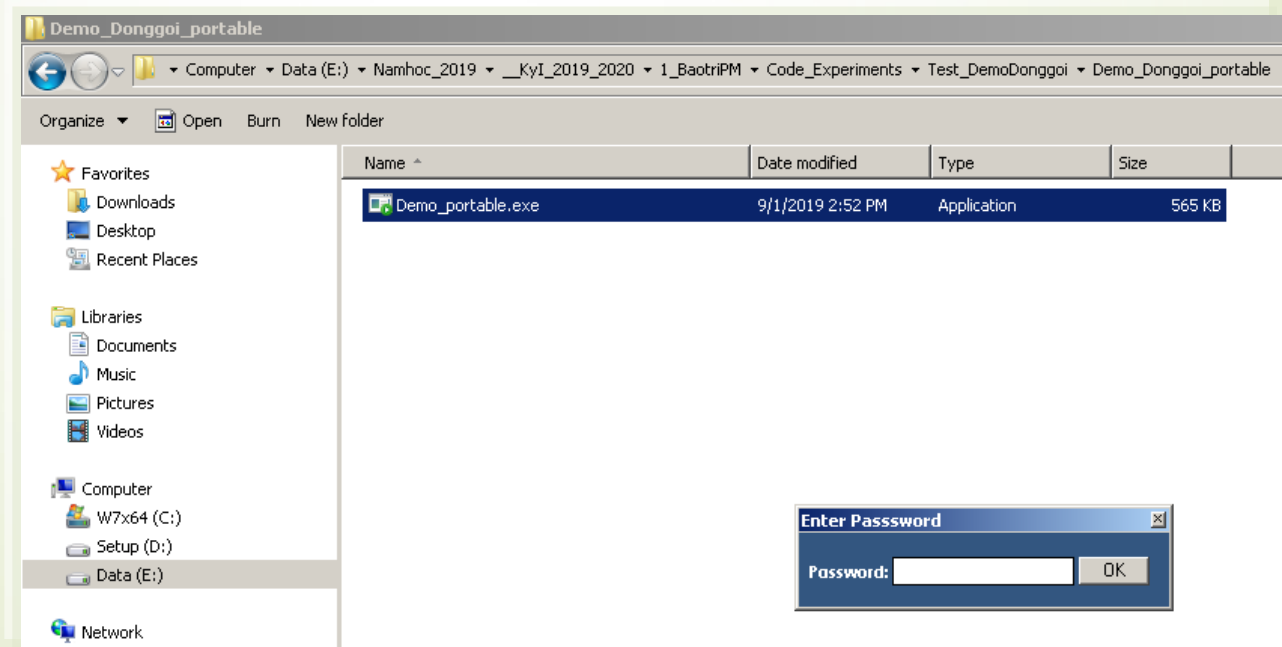 Demo_Donggoi_portable
Computer Data (E:) Namhoc_2019 __KyI_2019_2020 1_BaotriPM Code_Experiments Test_DemoDonggoi Demo_Donggoi_portable
Organize Open Burn New folder
Name Date modified Type Size
Demo_portable.exe 9/1/2019 2:52 PM Application 565 KB
Favorites
Downloads
Desktop
Recent Places
Libraries
Documents
Music
Pictures
Videos
Computer
W7x64 (C:)
Setup (D:)
Data (E:)
Network
Enter Passsword
Password: OK